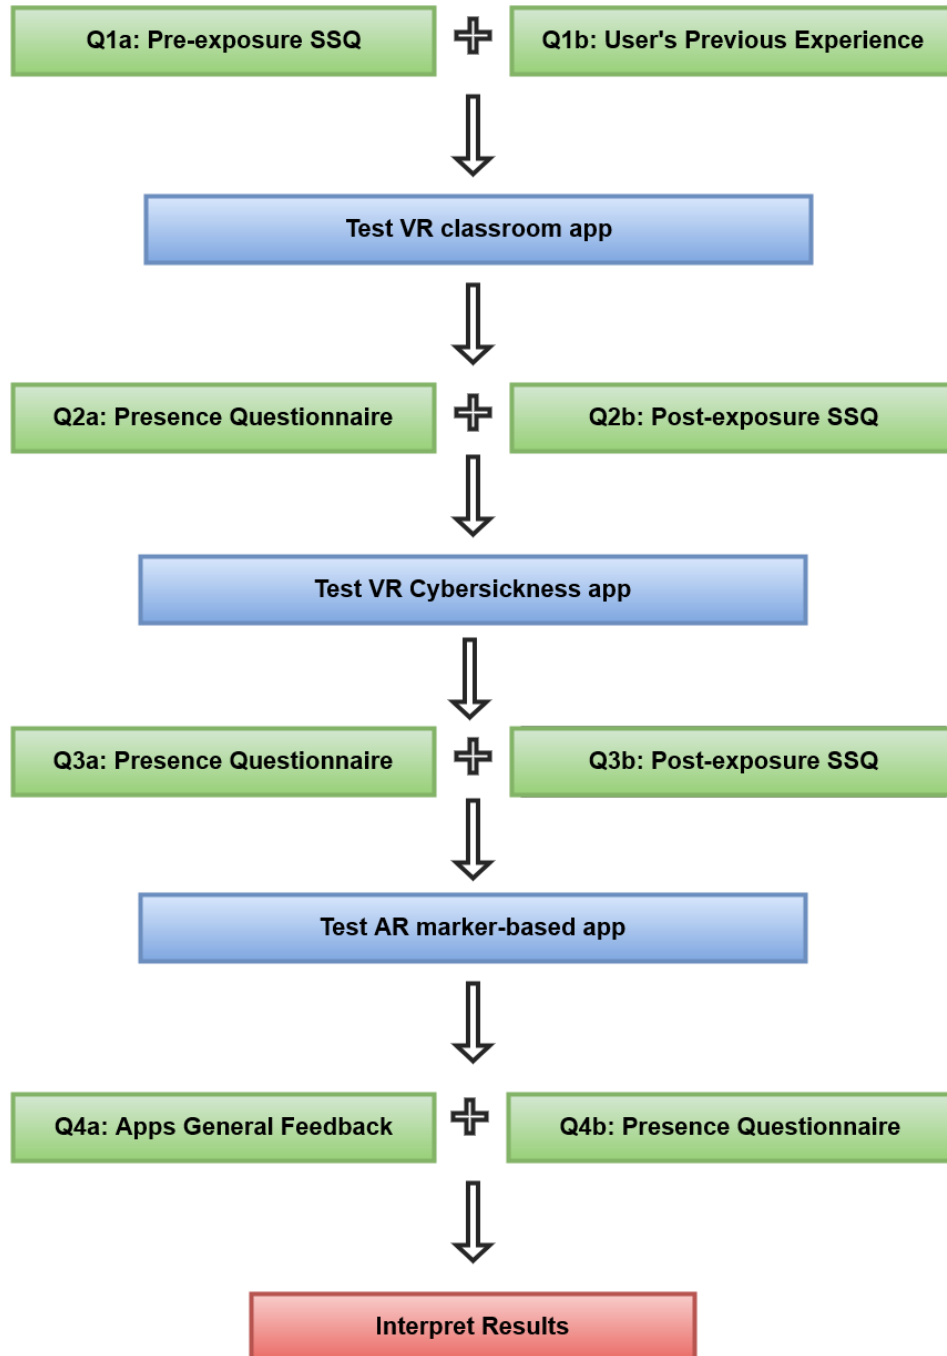 Q1a: Pre-exposure SSQ
Q1b: User's Previous Experience
Test VR classroom app
Q2a: Presence Questionnaire
Q2b: Post-exposure SSQ
Test VR Cybersickness app
Q3a: Presence Questionnaire
Q3b: Post-exposure SSQ
Test AR marker-based app
Q4a: Apps General Feedback
Q4b: Presence Questionnaire
Interpret Results